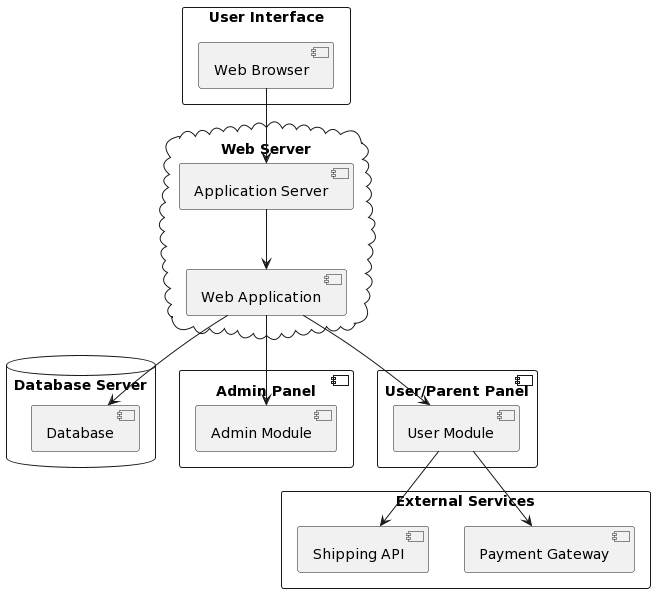 User Interface
Web Browser
Web Server
Application Server
Web Application
Database Server
Database
Admin Panel
Admin Module
User/Parent Panel
User Module
External Services
Shipping API
Payment Gateway